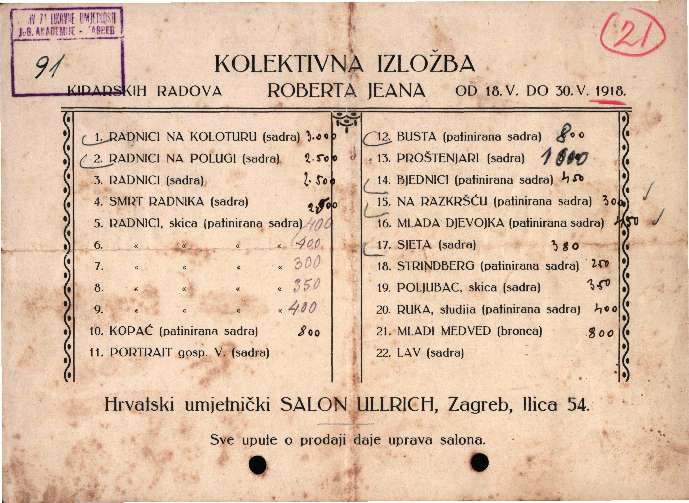 21
ZA LIKOVNE UMJETNOSTI
J.G. AKADEMIJE - ZAGREB
91
KOLEKTIVNA IZLOŽBA
KIPARSKIH RADOVA ROBERTA JEANA OD 18. V. DO 30. V. 1918.
1. RADNICI NA KOLOTURU (sadra) 3.000
2. RADNICI NA POLUGI (sadra) 2.500
3. RADNICI (sadra) 2.500
4. SMRT RADNIKA (sadra)
5. RADNICI, skica (patinirana sadra) 400
6. " " " " 400
7. " " " " 300
8. " " " " 350
9. " " " " 400
10. KOPAČ (patinirana sadra) 800
11. PORTRAIT gosp. V. (sadra)
12. BUSTA (patinirana sadra) 800
13. PROŠTENJARI (sadra)
14. BJEDNICI (patinirana sadra) 450
15. NA RAZKRŠĆU (patinirana sadra) 300
16. MLADA DJEVOJKA (patinirana sadra) 450
17. SJETA (sadra) 380
18. STRINDBERG (patinirana sadra) 250
19. POLJUBAC, skica (sadra) 350
20. RUKA, studija (patinirana sadra) 400
21. MLADI MEDVED (bronca) 800
22. LAV (sadra)
Hrvatski umjetnički SALON ULLRICH, Zagreb, Ilica 54.
Sve upute o prodaji daje uprava salona.